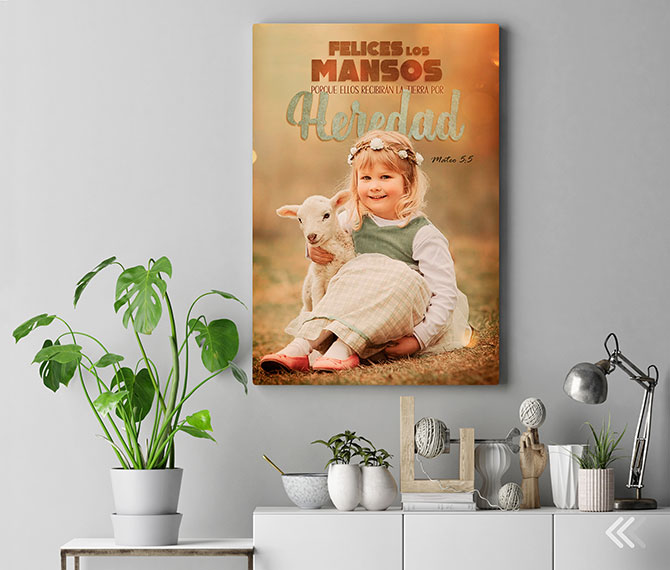 FELICES LOS
MANSOS
PORQUE ELLOS RECIBIRÁN LA TIERRA POR
Heredad
Mateo 5,5